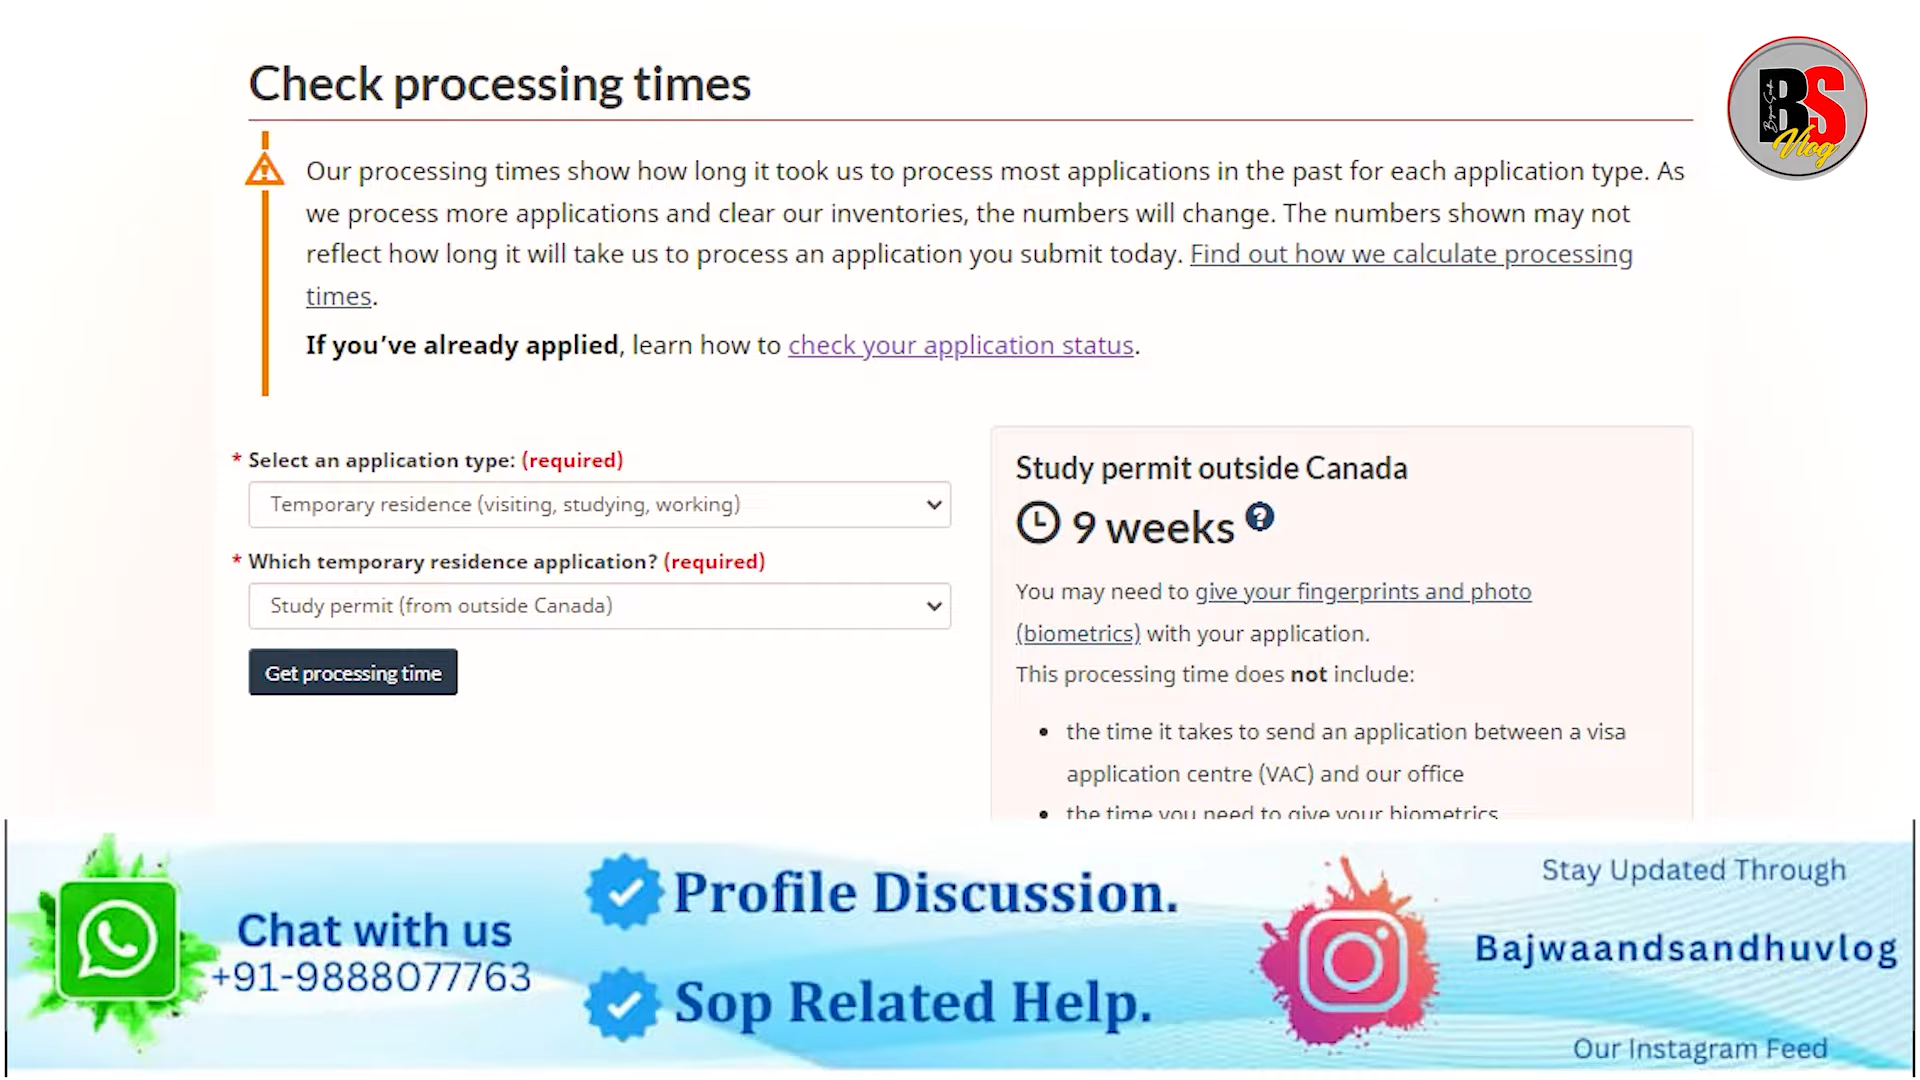 Check processing times
BS
Vlog
Our processing times show how long it took us to process most applications in the past for each application type. As
we process more applications and clear our inventories, the numbers will change. The numbers shown may not
reflect how long it will take us to process an application you submit today. Find out how we calculate processing
times.
If you've already applied, learn how to check your application status.
* Select an application type: (required)
Temporary residence (visiting, studying, working)
* Which temporary residence application? (required)
Study permit (from outside Canada)
Get processing time
Study permit outside Canada
9 weeks ?
You may need to give your fingerprints and photo
(biometrics) with your application.
This processing time does not include:
• the time it takes to send an application between a visa
application centre (VAC) and our office
• the time you need to give your biometrics
Chat with us
+91-9888077763
Profile Discussion.
Sop Related Help.
Stay Updated Through
Bajwaandsandhuvlog
Our Instagram Feed